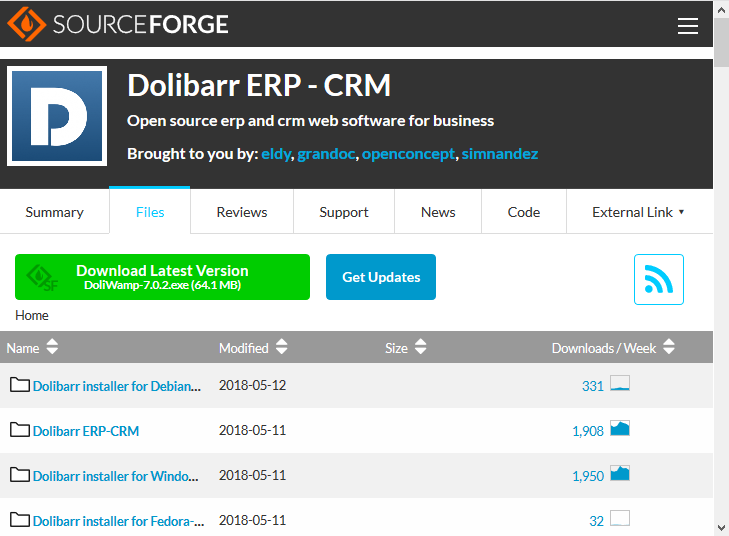 SOURCEFORGE
Dolibarr ERP - CRM
Open source erp and crm web software for business
Brought to you by: eldy, grandoc, openconcept, simnandez
Summary Files Reviews Support News Code External Link
Download Latest Version
DoliWamp-7.0.2.exe (64.1 MB)
SF
Get Updates
Home
Name Modified Size Downloads / Week
Dolibarr installer for Debian... 2018-05-12 331
Dolibarr ERP-CRM 2018-05-11 1,908
Dolibarr installer for Windo... 2018-05-11 1,950
Dolibarr installer for Fedora-... 2018-05-11 32